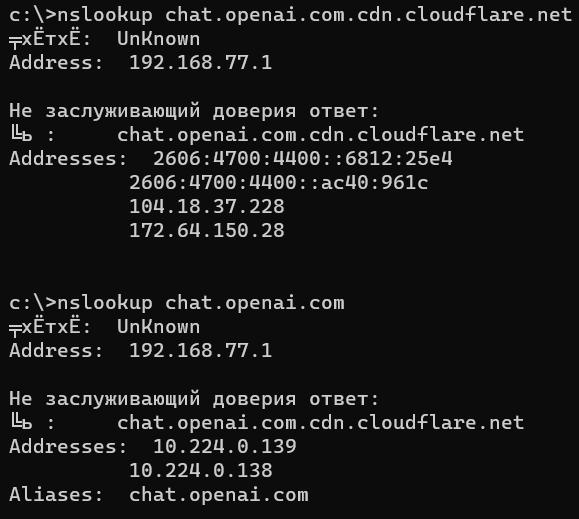 c:\>nslookup chat.openai.com.cdn.cloudflare.net
╤хЁтхЁ:  UnKnown
Address:  192.168.77.1

Не заслуживающий доверия ответ:
╚ь :     chat.openai.com.cdn.cloudflare.net
Addresses:  2606:4700:4400::6812:25e4
          2606:4700:4400::ac40:961c
          104.18.37.228
          172.64.150.28

c:\>nslookup chat.openai.com
╤хЁтхЁ:  UnKnown
Address:  192.168.77.1

Не заслуживающий доверия ответ:
╚ь :     chat.openai.com.cdn.cloudflare.net
Addresses:  10.224.0.139
          10.224.0.138
Aliases:  chat.openai.com